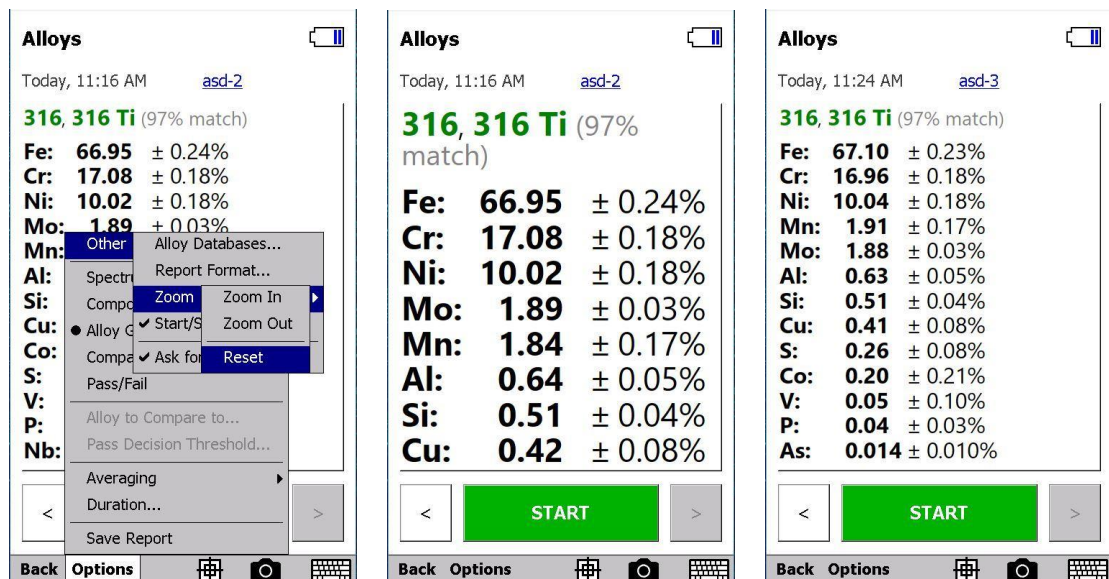 Alloys
Today, 11:16 AM asd-2
316, 316 Ti (97% match)
Fe: 66.95 ± 0.24%
Cr: 17.08 ± 0.18%
Ni: 10.02 ± 0.18%
Mo: 1.89 ± 0.03%
Mn:
Al:
Si:
Cu:
Co:
S:
V:
P:
Nb:
Other
Spectr
Compo
Alloy G
Compa
Pass/Fail
Alloy to Compare to...
Pass Decision Threshold...
Averaging
Duration...
Save Report
Alloy Databases...
Report Format...
Zoom
Start/S
Ask for
Zoom In
Zoom Out
Reset
< >
Back Options
Alloys
Today, 11:16 AM asd-2
316, 316 Ti (97%
match)
Fe: 66.95 ± 0.24%
Cr: 17.08 ± 0.18%
Ni: 10.02 ± 0.18%
Mo: 1.89 ± 0.03%
Mn: 1.84 ± 0.17%
Al: 0.64 ± 0.05%
Si: 0.51 ± 0.04%
Cu: 0.42 ± 0.08%
< START >
Back Options
Alloys
Today, 11:24 AM asd-3
316, 316 Ti (97% match)
Fe: 67.10 ± 0.23%
Cr: 16.96 ± 0.18%
Ni: 10.04 ± 0.18%
Mn: 1.91 ± 0.17%
Mo: 1.88 ± 0.03%
Al: 0.63 ± 0.05%
Si: 0.51 ± 0.04%
Cu: 0.41 ± 0.08%
S: 0.26 ± 0.08%
Co: 0.20 ± 0.21%
V: 0.05 ± 0.10%
P: 0.04 ± 0.03%
As: 0.014 ± 0.010%
< START >
Back Options